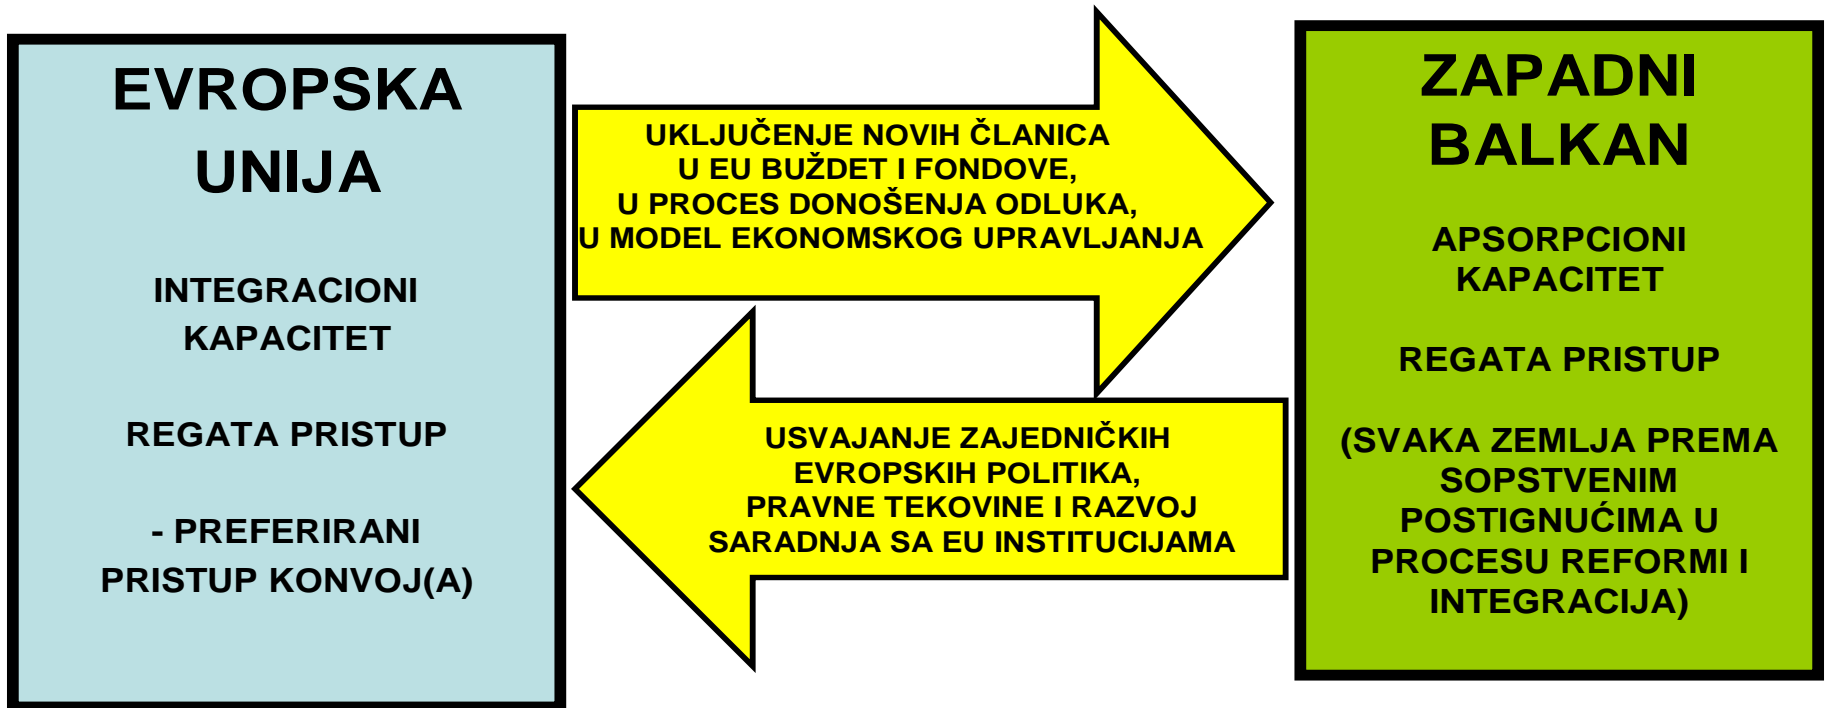 EVROPSKA
UNIJA
INTEGRACIONI
KAPACITET
REGATA PRISTUP
- PREFERIRANI
PRISTUP KONVOJ(A)
UKLJUČENJE NOVIH ČLANICA
U EU BUŽDET I FONDOVE,
U PROCES DONOŠENJA ODLUKA,
U MODEL EKONOMSKOG UPRAVLJANJA
USVAJANJE ZAJEDNIČKIH
EVROPSKIH POLITIKA,
PRAVNE TEKOVINE I RAZVOJ
SARADNJA SA EU INSTITUCIJAMA
ZAPADNI
BALKAN
APSORPCIONI
KAPACITET
REGATA PRISTUP
(SVAKA ZEMLJA PREMA
SOPSTVENIM
POSTIGNUĆIMA U
PROCESU REFORMI I
INTEGRACIJA)